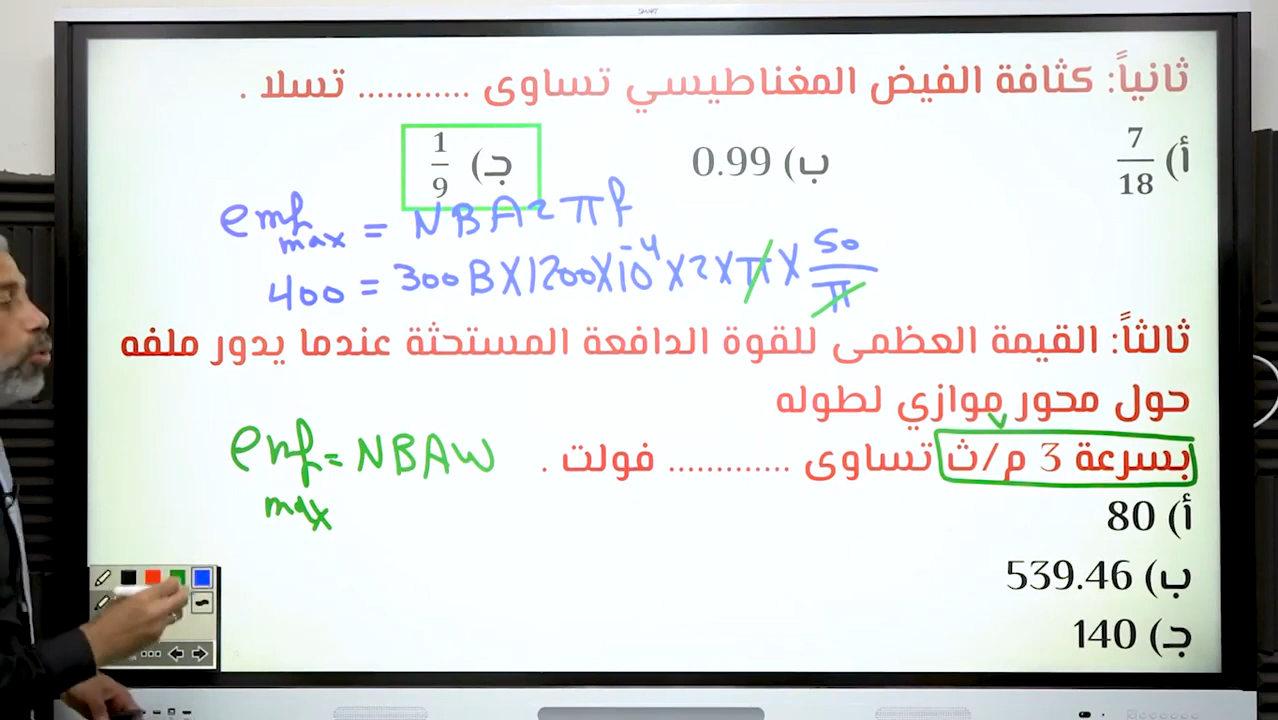 SMART
ثانياً: كثافة الفيض المغناطيسي تساوى ............ تسلا .
أ) 7/18 ب) 0.99 ج) 1/9
emf max = NBA2πf
400 = 300 B × 1200 × 10^-4 × 2 × π × 50/π
ثالثاً: القيمة العظمى للقوة الدافعة المستحثة عندما يدور ملفه
حول محور موازي لطوله
بسرعة 3 م/ث تساوى ............. فولت .
v
emf max = NBAW
أ) 80
ب) 539.46
ج) 140